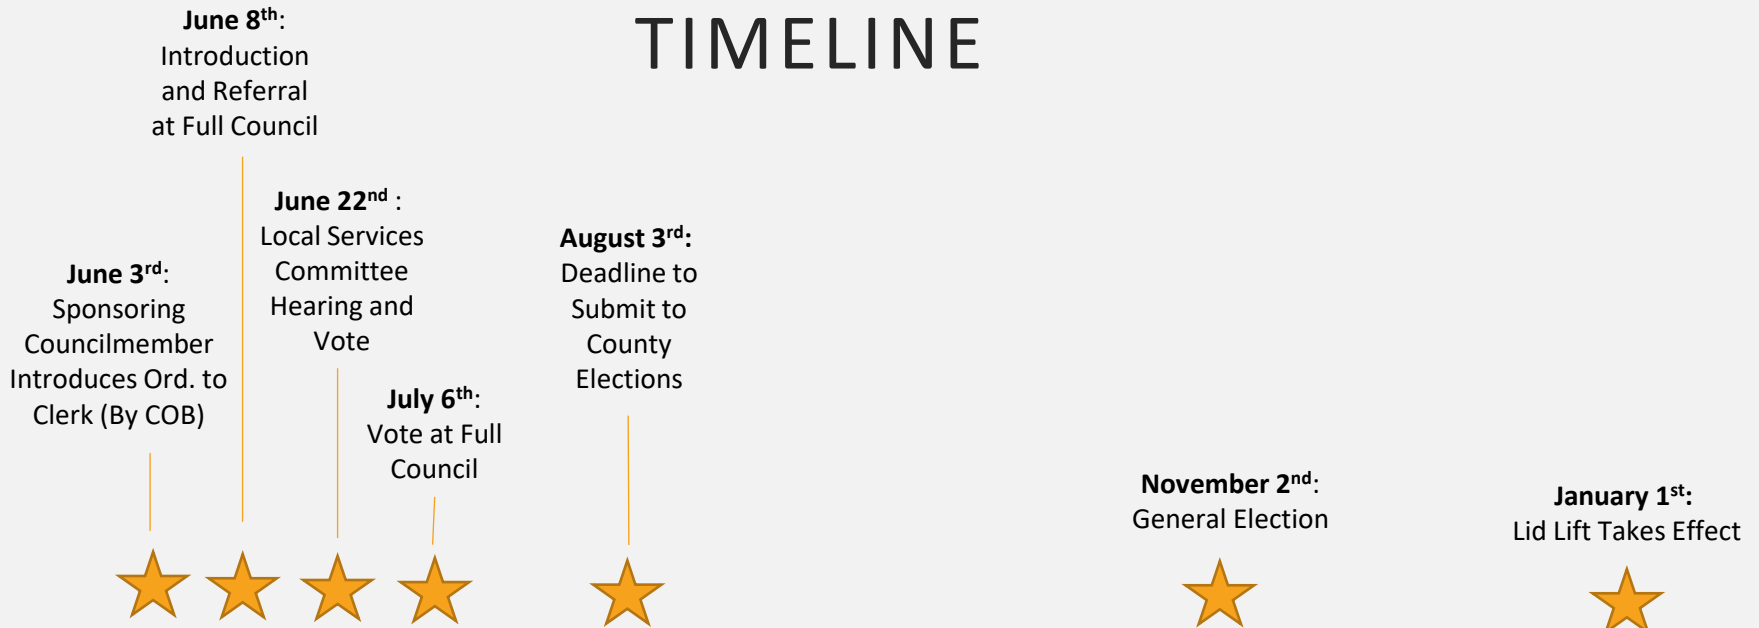 TIMELINE
June 8th:
Introduction
and Referral
at Full Council
June 22nd :
Local Services
Committee
Hearing and
Vote
August 3rd:
Deadline to
Submit to
County
Elections
June 3rd:
Sponsoring
Councilmember
Introduces Ord. to
Clerk (By COB)
July 6th:
Vote at Full
Council
November 2nd:
General Election
January 1st:
Lid Lift Takes Effect